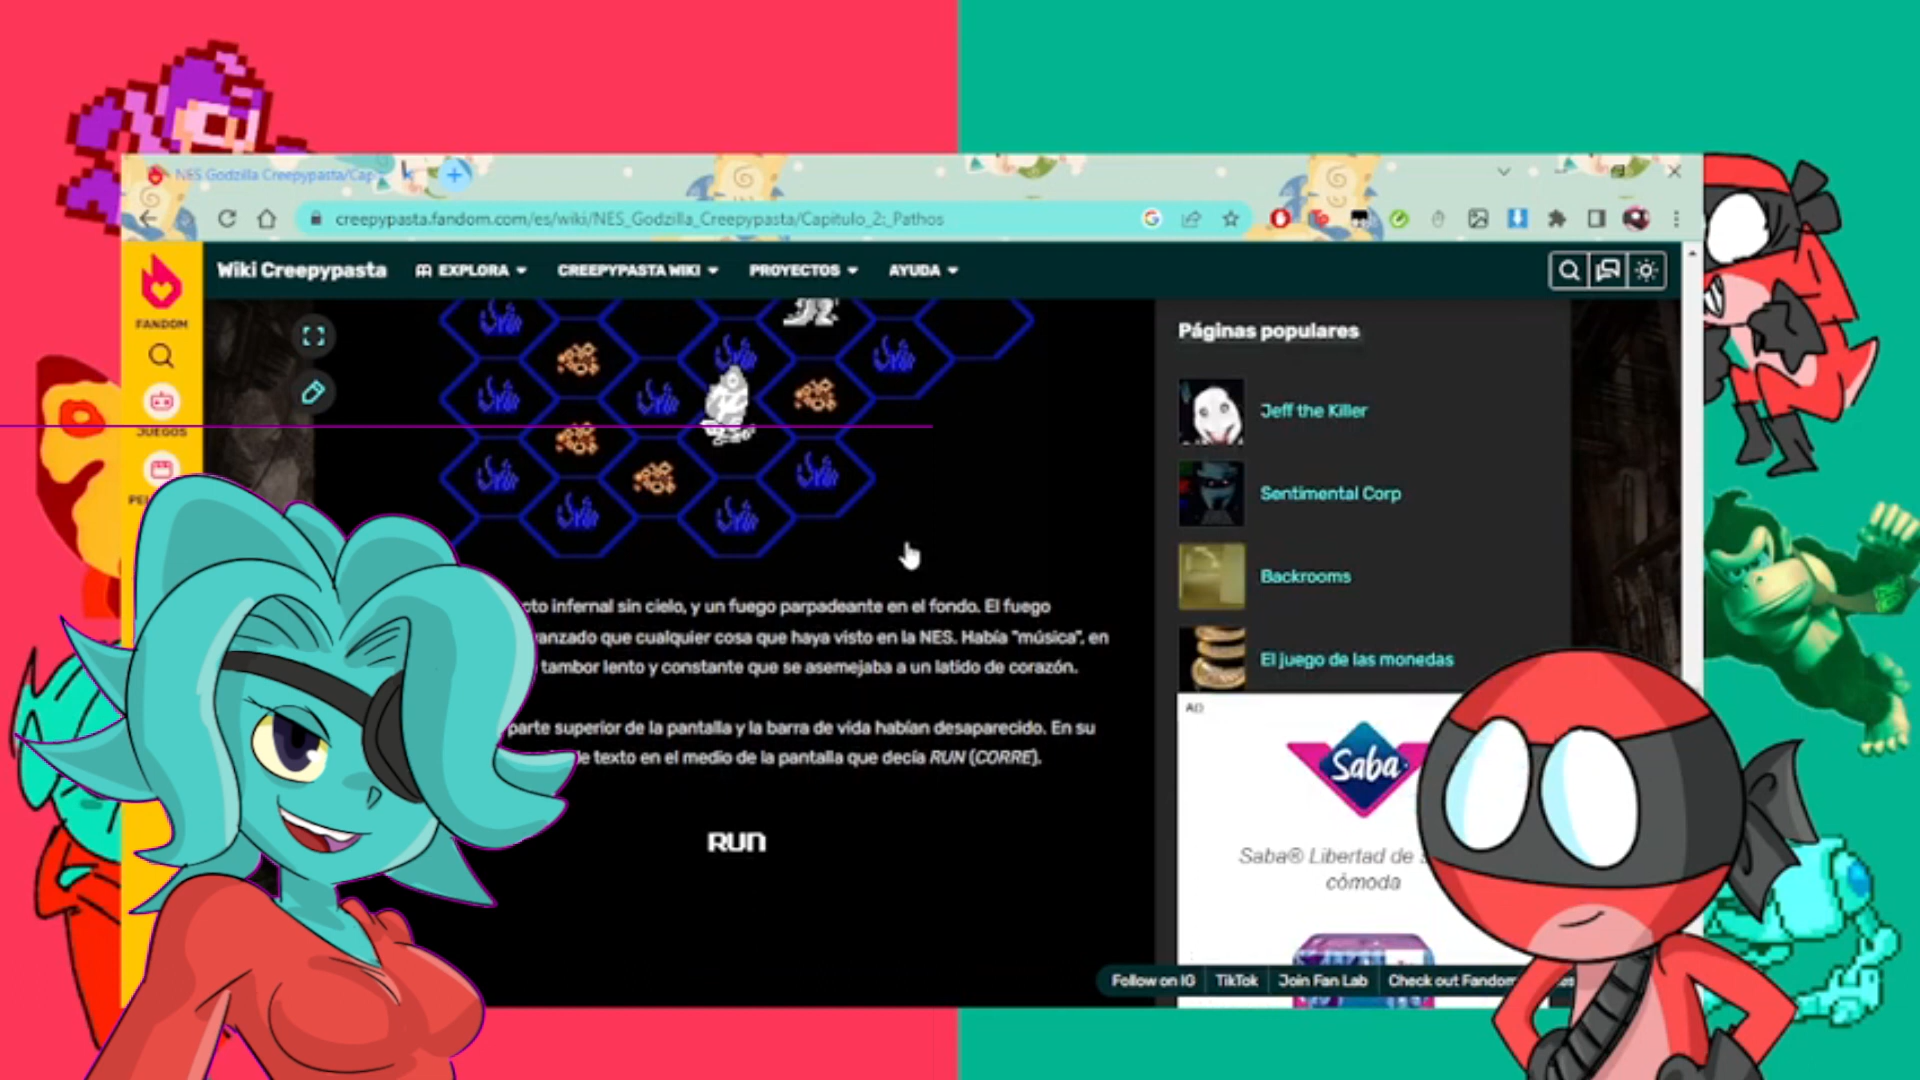 NES Godzilla Creepypasta/Cap
creepypasta.fandom.com/es/wiki/NES_Godzilla_Creepypasta/Capitulo_2:_Pathos
Wiki Creepypasta
EXPLORA
CREEPYPASTA WIKI
PROYECTOS
AYUDA
FANDOM
JUEGOS
PEL
cto infernal sin cielo, y un fuego parpadeante en el fondo. El fuego
vanzado que cualquier cosa que haya visto en la NES. Había "música", en
tambor lento y constante que se asemejaba a un latido de corazón.
parte superior de la pantalla y la barra de vida habían desaparecido. En su
de texto en el medio de la pantalla que decía RUN (CORRE).
RUN
Páginas populares
Jeff the Killer
Sentimental Corp
Backrooms
El juego de las monedas
AD
Saba
Saba® Libertad de
cómoda
Follow on IG
TikTok
Join Fan Lab
Check out Fandom